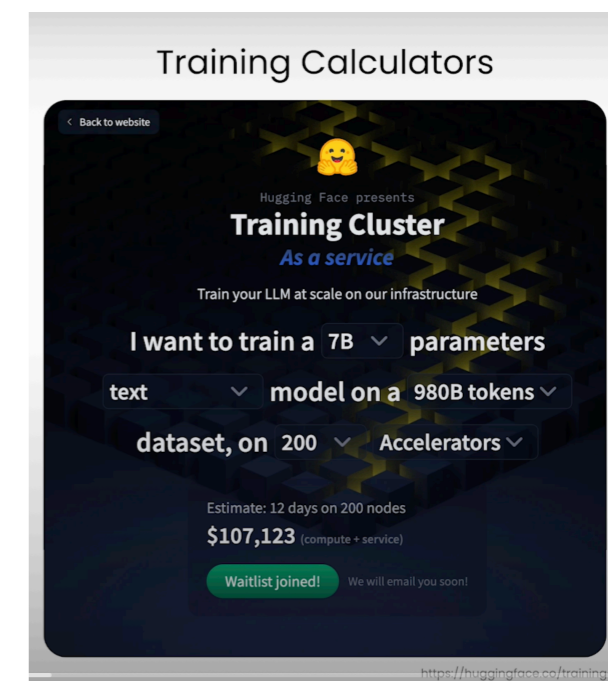 Training Calculators
Back to website
Hugging Face presents
Training Cluster
As a service
Train your LLM at scale on our infrastructure
I want to train a 7B parameters
text model on a 980B tokens
dataset, on 200 Accelerators
Estimate: 12 days on 200 nodes
$107,123 (compute + service)
Waitlist joined! We will email you soon!
https://huggingface.co/training